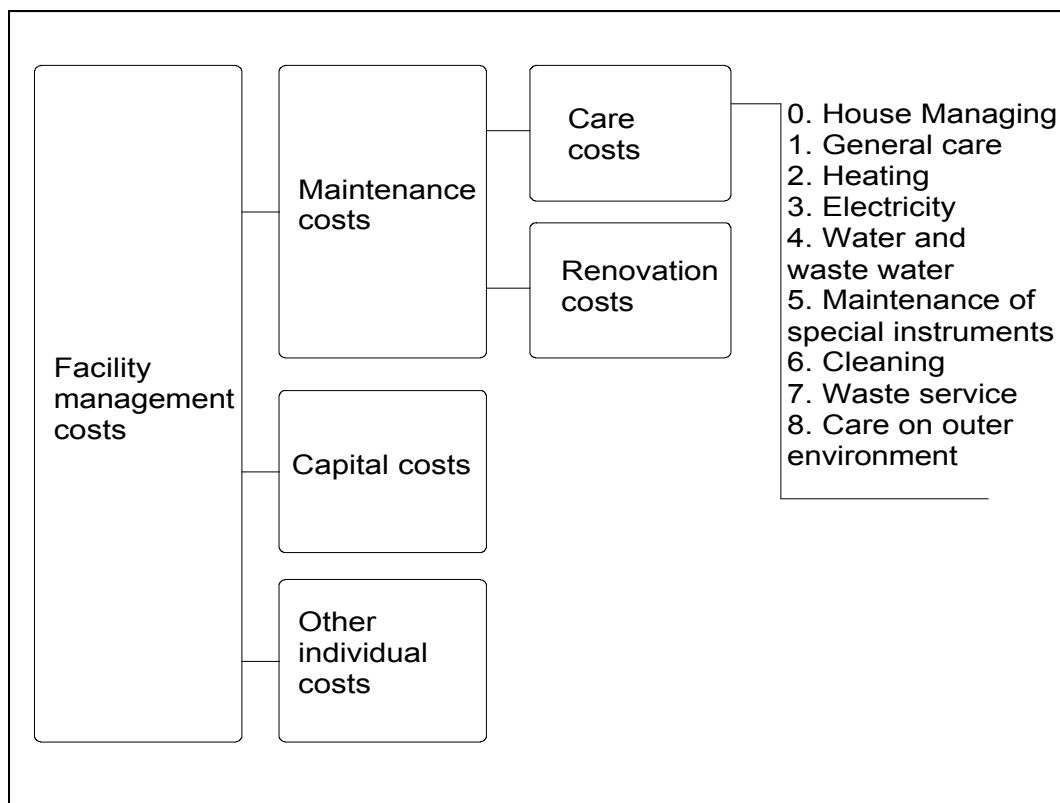 Facility
management
costs
Maintenance
costs
Capital costs
Other
individual
costs
Care
costs
Renovation
costs
0. House Managing
1. General care
2. Heating
3. Electricity
4. Water and
waste water
5. Maintenance of
special instruments
6. Cleaning
7. Waste service
8. Care on outer
environment